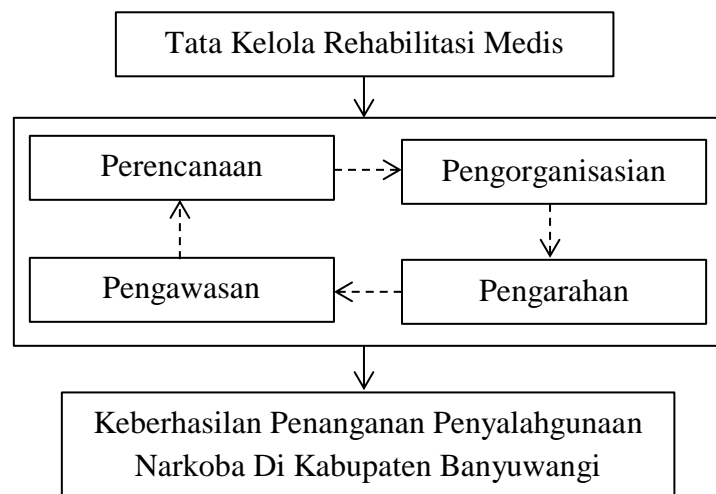 Tata Kelola Rehabilitasi Medis
Perencanaan
Pengorganisasian
Pengawasan
Pengarahan
Keberhasilan Penanganan Penyalahgunaan
Narkoba Di Kabupaten Banyuwangi